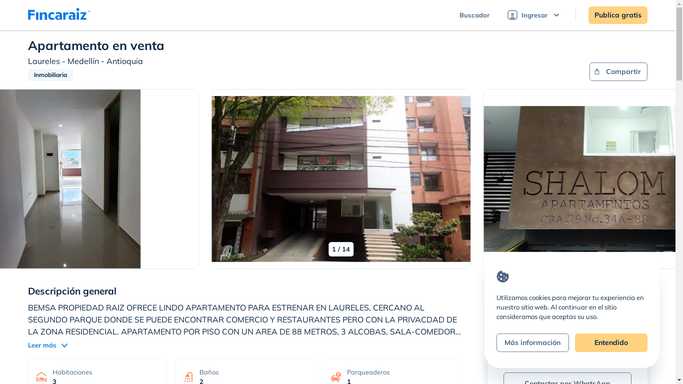 Fincaraiz
Buscador
Ingresar
Publica gratis
Apartamento en venta
Laureles - Medellín - Antioquia
Inmobiliaria
Compartir
1 / 14
SHALOM
APARTAMENTOS
Descripción general
BEMSA PROPIEDAD RAIZ OFRECE LINDO APARTAMENTO PARA ESTRENAR EN LAURELES, CERCANO AL
SEGUNDO PARQUE DONDE SE PUEDE ENCONTRAR COMERCIO Y RESTAURANTES PERO CON LA PRIVACIDAD DE
LA ZONA RESIDENCIAL. APARTAMENTO POR PISO CON UN AREA DE 88 METROS, 3 ALCOBAS, SALA-COMEDOR...
Leer más
Habitaciones
3
Baños
2
Parqueaderos
1
Utilizamos cookies para mejorar tu experiencia en
nuestro sitio web. Al continuar en el sitio
consideramos que aceptas su uso.
Más información
Entendido
Contactar por WhatsApp